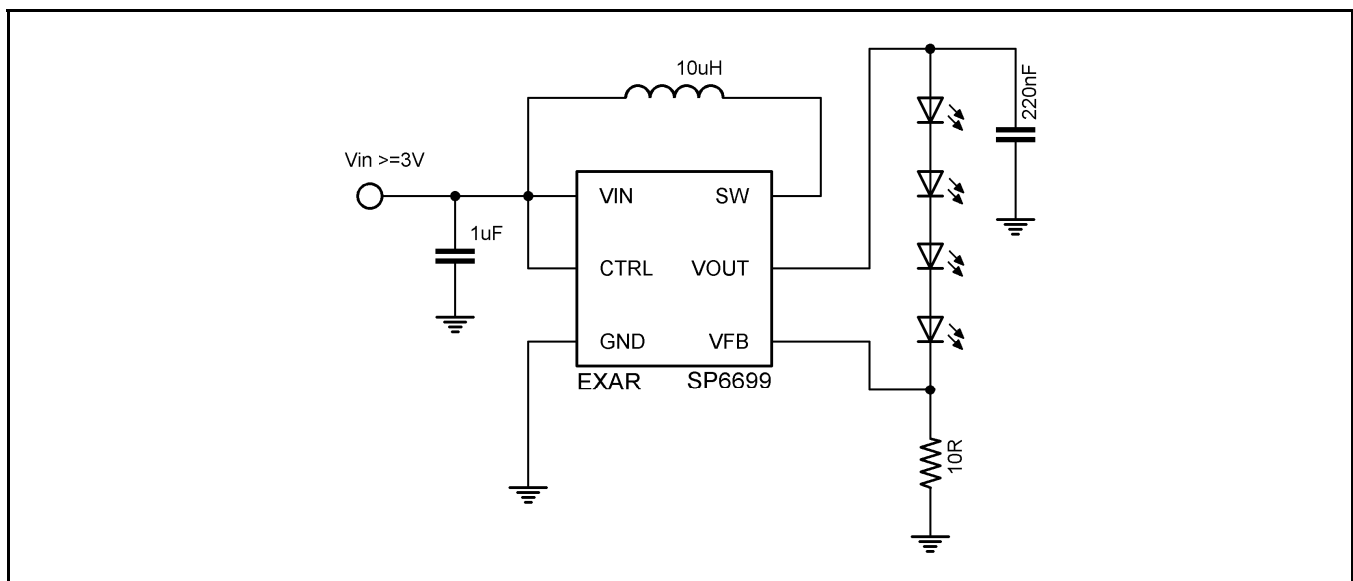 10uH
220nF
Vin >=3V
VIN SW
1uF
CTRL VOUT
GND VFB
EXAR SP6699
10R